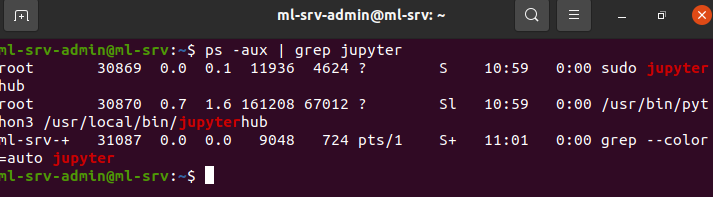 ml-srv-admin@ml-srv: ~
ml-srv-admin@ml-srv:~$ ps -aux | grep jupyter
root       30869  0.0  0.1  11936  4624 ?        S    10:59   0:00 sudo jupyter
hub
root       30870  0.7  1.6 161208 67012 ?        Sl   10:59   0:00 /usr/bin/pyt
hon3 /usr/local/bin/jupyterhub
ml-srv-+   31087  0.0  0.0   9048   724 pts/1    S+   11:01   0:00 grep --color
=auto jupyter
ml-srv-admin@ml-srv:~$